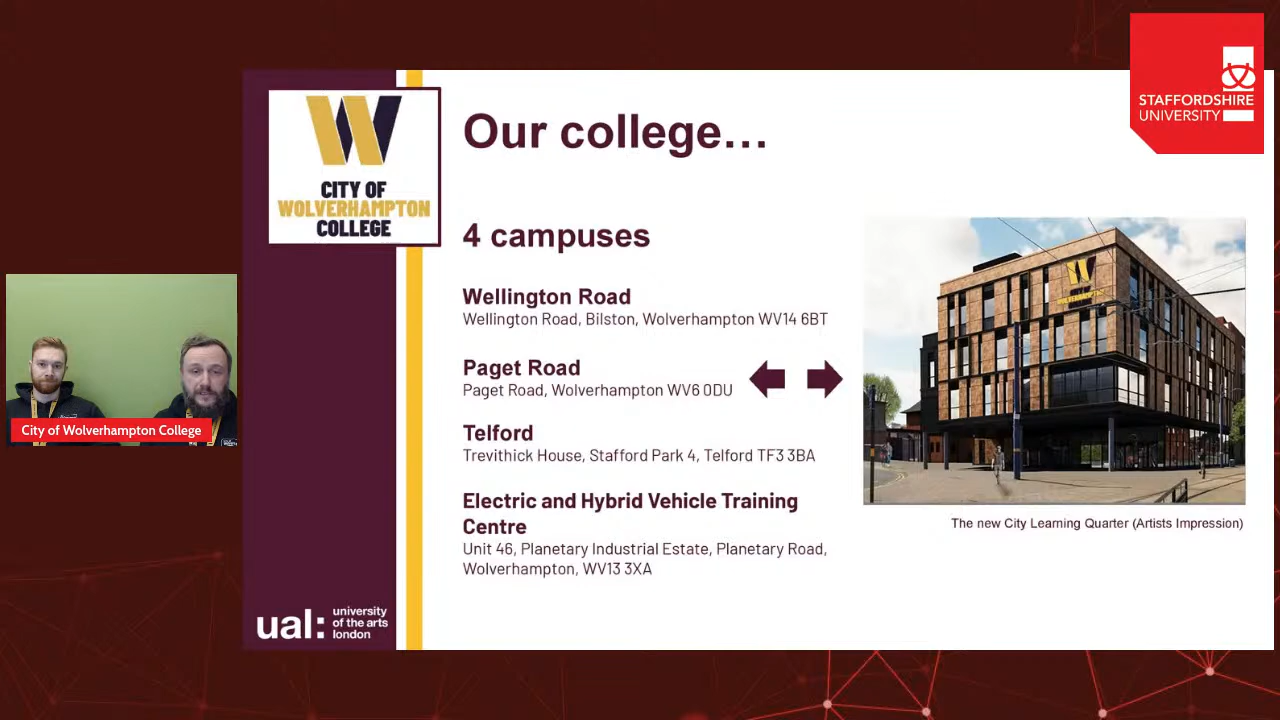 STAFFORDSHIRE
UNIVERSITY
CITY OF
WOLVERHAMPTON
COLLEGE
Our college...
4 campuses
Wellington Road
Wellington Road, Bilston, Wolverhampton WV14 6BT
Paget Road
Paget Road, Wolverhampton WV6 0DU
Telford
Trevithick House, Stafford Park 4, Telford TF3 3BA
Electric and Hybrid Vehicle Training
Centre
Unit 46, Planetary Industrial Estate, Planetary Road,
Wolverhampton, WV13 3XA
The new City Learning Quarter (Artists Impression)
City of Wolverhampton College
ual:
university
of the arts
london